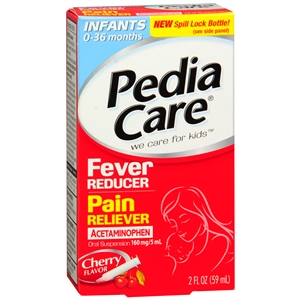 INFANTS
0-36 months
NEW Spill Lock Bottle!
(see side panel)
Pedia
Care®
we care for kids™
Fever
REDUCER
Pain
RELIEVER
ACETAMINOPHEN
Oral Suspension 160 mg/5 mL
Cherry
FLAVOR
2 FL OZ (59 mL)